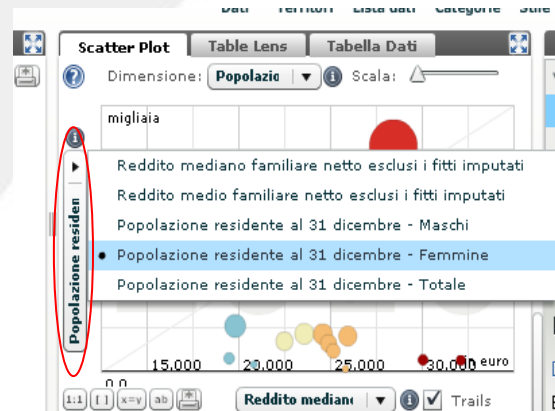 Dati Territori Lista dati Categorie Stile
Scatter Plot Table Lens Tabella Dati
? Dimensione: Popolazio ▼ i Scala:
migliaia
i
Popolazione residen
Reddito mediano familiare netto esclusi i fitti imputati
Reddito medio familiare netto esclusi i fitti imputati
Popolazione residente al 31 dicembre - Maschi
• Popolazione residente al 31 dicembre - Femmine
Popolazione residente al 31 dicembre - Totale
15.000 20.000 25.000 30.000 in euro
0,0
1:1 [ ] x=y ab Reddito median ▼ i ✓ Trails